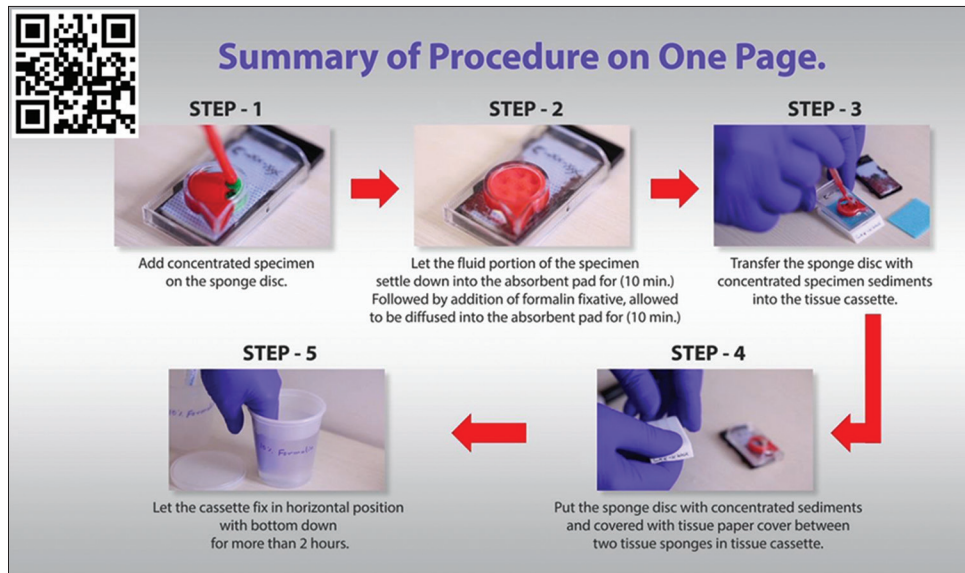 Summary of Procedure on One Page.
STEP - 1
Add concentrated specimen
on the sponge disc.
STEP - 2
Let the fluid portion of the specimen
settle down into the absorbent pad for (10 min.)
Followed by addition of formalin fixative, allowed
to be diffused into the absorbent pad for (10 min.)
STEP - 3
Transfer the sponge disc with
concentrated specimen sediments
into the tissue cassette.
STEP - 4
Put the sponge disc with concentrated sediments
and covered with tissue paper cover between
two tissue sponges in tissue cassette.
STEP - 5
Formalin
Let the cassette fix in horizontal position
with bottom down
for more than 2 hours.